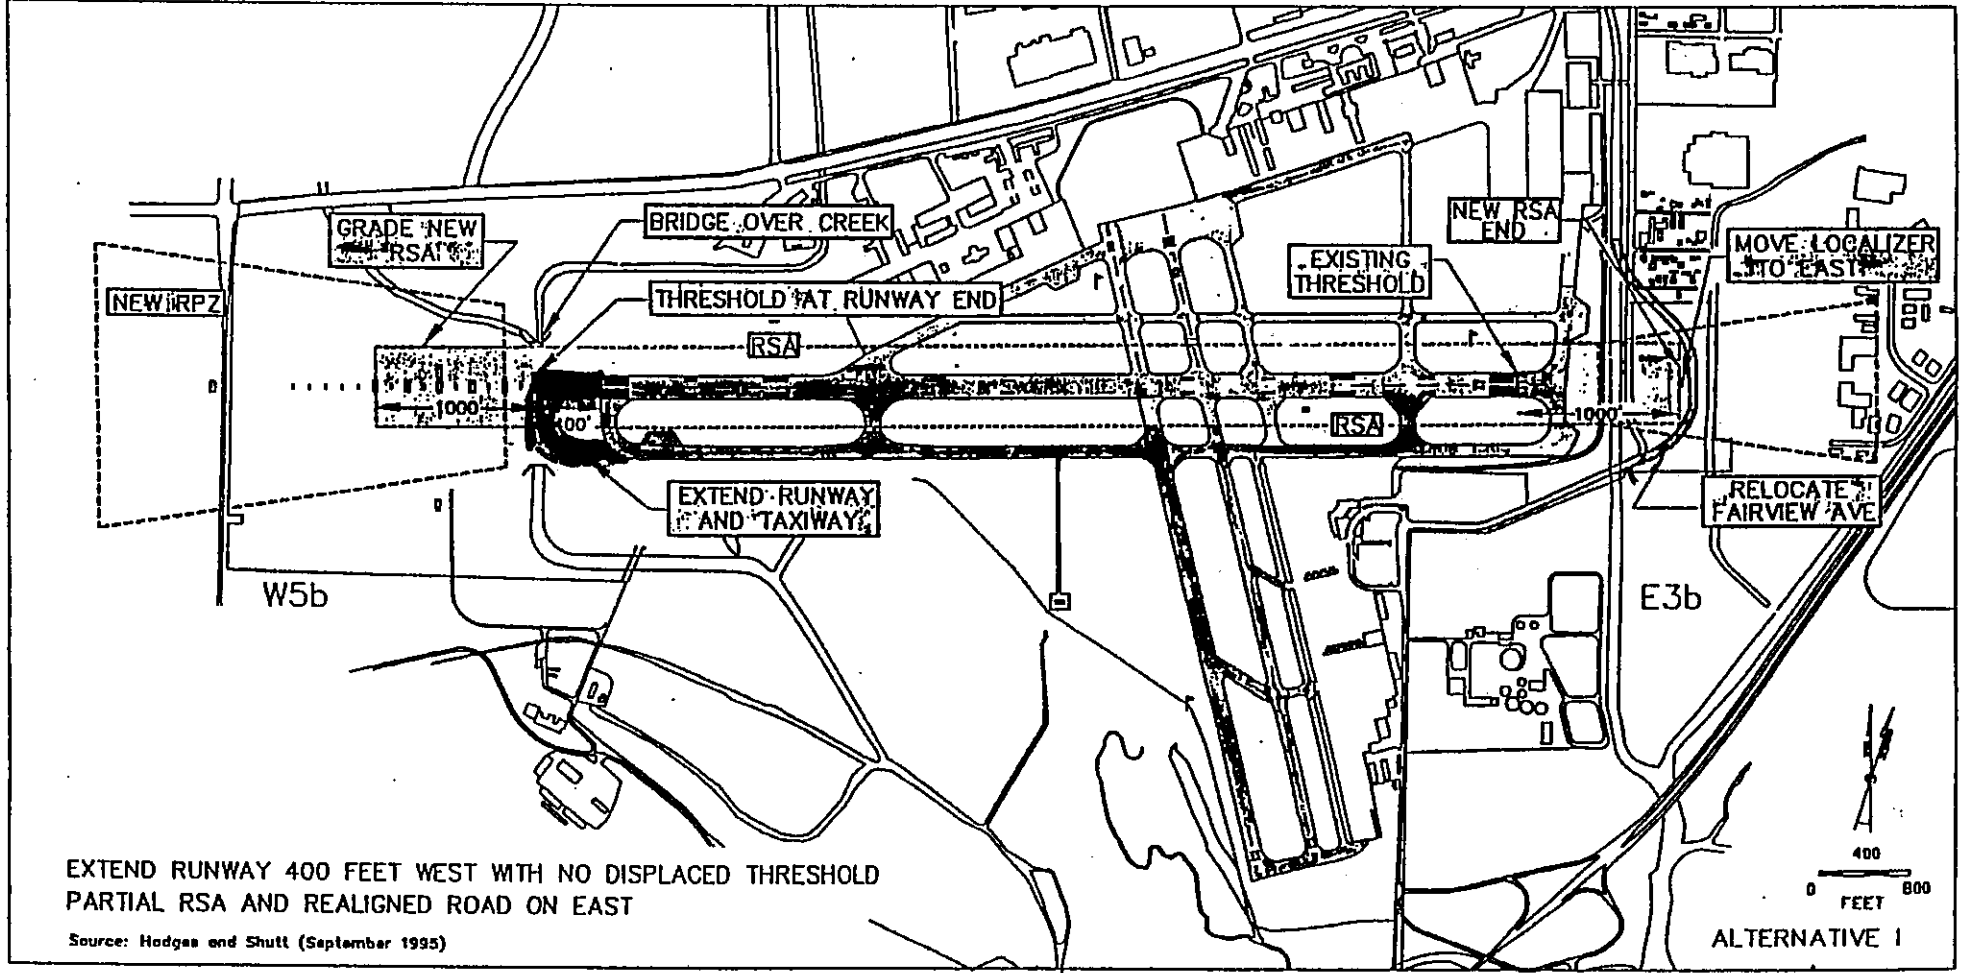 GRADE NEW
RSA
BRIDGE OVER CREEK
NEW RSA
END
MOVE LOCALIZER
TO EAST
EXISTING
THRESHOLD
NEW RPZ
THRESHOLD AT RUNWAY END
RSA
1000'
RSA
1000'
EXTEND RUNWAY
AND TAXIWAY
RELOCATE
FAIRVIEW AVE
W5b
E3b
EXTEND RUNWAY 400 FEET WEST WITH NO DISPLACED THRESHOLD
PARTIAL RSA AND REALIGNED ROAD ON EAST
Source: Hodges and Shutt (September 1995)
400
0 800
FEET
ALTERNATIVE 1